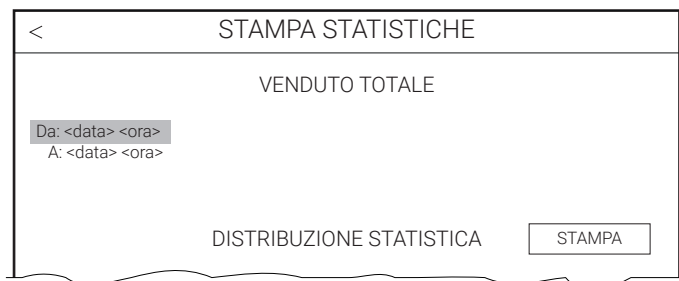 < STAMPA STATISTICHE
VENDUTO TOTALE
Da: <data> <ora>
A: <data> <ora>
DISTRIBUZIONE STATISTICA STAMPA